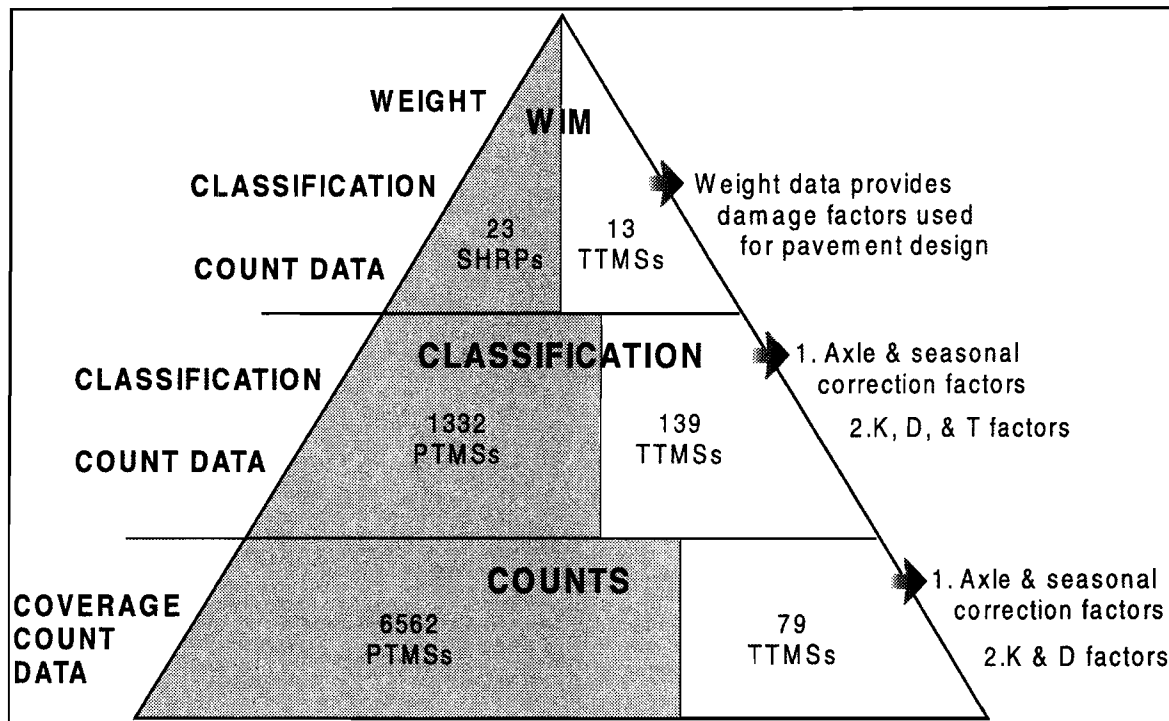 WEIGHT
WIM
CLASSIFICATION
COUNT DATA
23
SHRPs
13
TTMSs
Weight data provides
damage factors used
for pavement design
CLASSIFICATION
CLASSIFICATION
COUNT DATA
1332
PTMSs
139
TTMSs
1. Axle & seasonal
correction factors
2.K, D, & T factors
COUNTS
COVERAGE
COUNT
DATA
6562
PTMSs
79
TTMSs
1. Axle & seasonal
correction factors
2.K & D factors